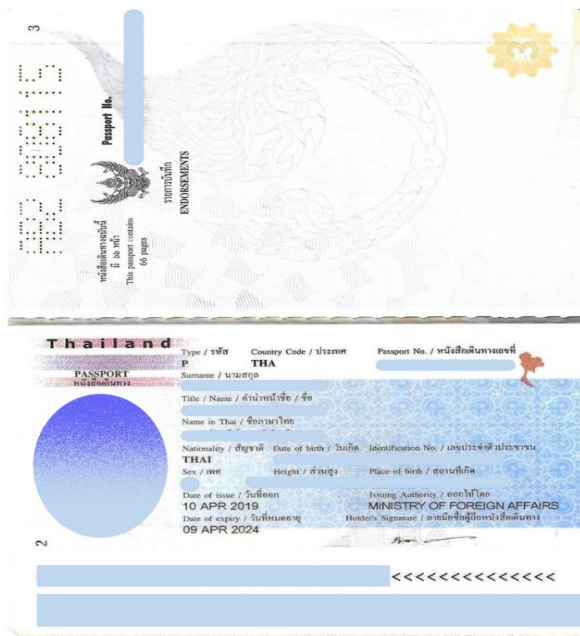 3
Passport No.
หนังสือเดินทางฉบับนี้
มี ๖๖ หน้า
This passport contains
66 pages
รายการบันทึก
ENDORSEMENTS
3
Thailand
PASSPORT
หนังสือเดินทาง
Type / รหัส Country Code / ประเทศ Passport No. / หนังสือเดินทางเลขที่
P THA
Surname / นามสกุล
Title / Name / คำนำหน้าชื่อ / ชื่อ
Name in Thai / ชื่อภาษาไทย
Nationality / สัญชาติ Date of birth / วันเกิด Identification No. / เลขประจำตัวประชาชน
THAI
Sex / เพศ Height / ส่วนสูง Place of birth / สถานที่เกิด
Date of issue / วันที่ออก Issuing Authority / ออกให้โดย
10 APR 2019 MINISTRY OF FOREIGN AFFAIRS
Date of expiry / วันที่หมดอายุ Holder's Signature / ลายมือชื่อผู้ถือหนังสือเดินทาง
09 APR 2024
2
<<<<<<<<<<<<<<